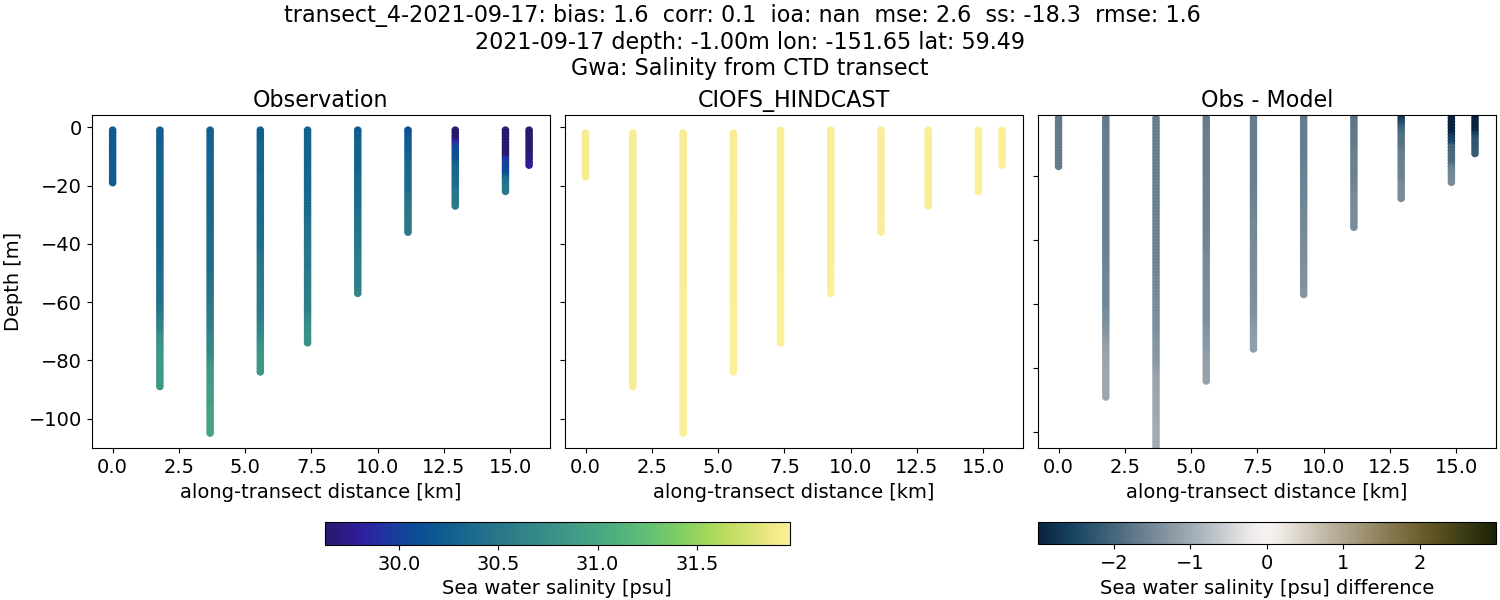 transect_4-2021-09-17: bias: 1.6  corr: 0.1  ioa: nan  mse: 2.6  ss: -18.3  rmse: 1.6
2021-09-17 depth: -1.00m lon: -151.65 lat: 59.49
Gwa: Salinity from CTD transect
Observation
CIOFS_HINDCAST
Obs - Model
Depth [m]
0
−20
−40
−60
−80
−100
0.0 2.5 5.0 7.5 10.0 12.5 15.0
0.0 2.5 5.0 7.5 10.0 12.5 15.0
0.0 2.5 5.0 7.5 10.0 12.5 15.0
along-transect distance [km]
along-transect distance [km]
along-transect distance [km]
30.0 30.5 31.0 31.5
Sea water salinity [psu]
−2 −1 0 1 2
Sea water salinity [psu] difference